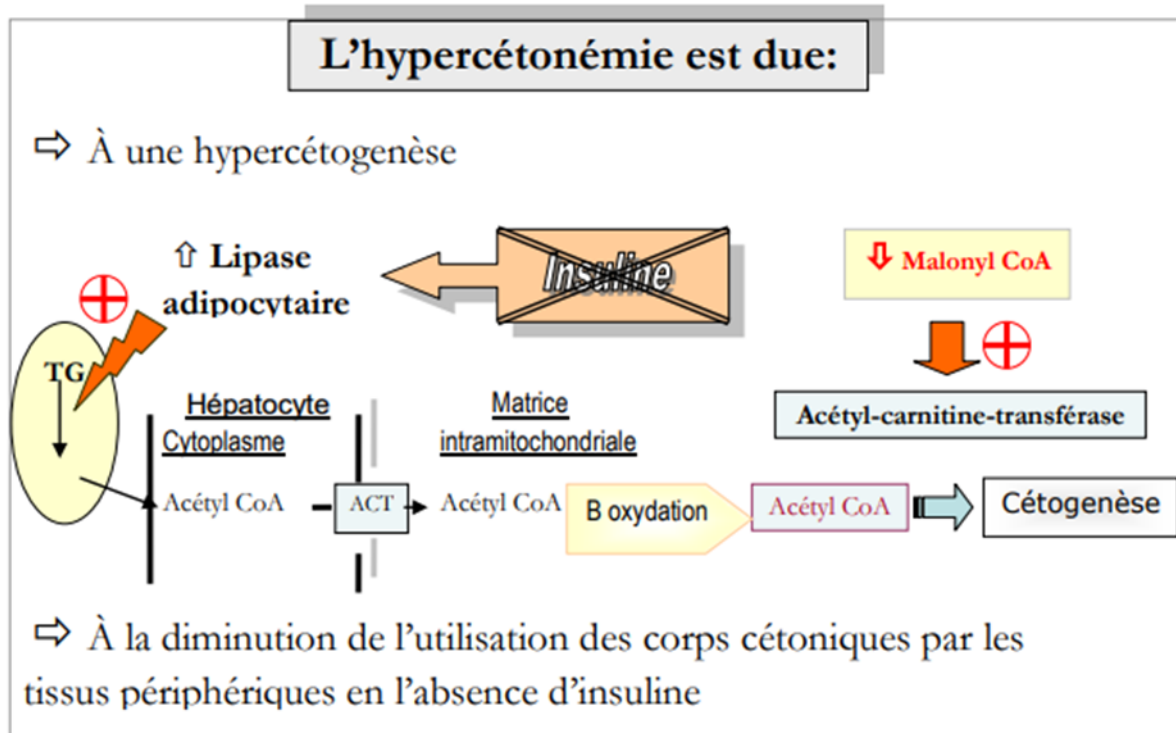 L’hypercétonémie est due:
⇨ À une hypercétogenèse
⇧ Lipase
adipocytaire
Insuline
⇩ Malonyl CoA
TG
Hépatocyte
Cytoplasme
Matrice
intramitochondriale
Acétyl-carnitine-transférase
Acétyl CoA
ACT
Acétyl CoA
B oxydation
Acétyl CoA
Cétogenèse
⇨ À la diminution de l’utilisation des corps cétoniques par les
tissus périphériques en l’absence d’insuline